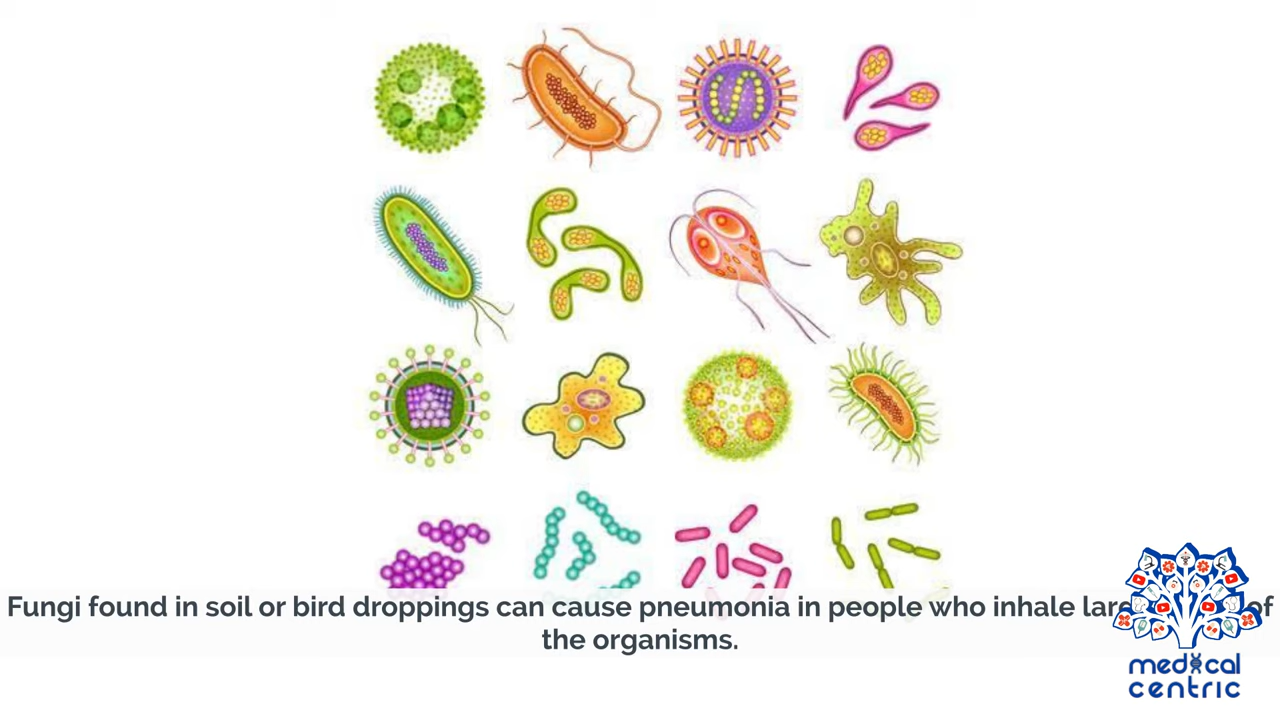 Fungi found in soil or bird droppings can cause pneumonia in people who inhale of
the organisms.
medical
centric